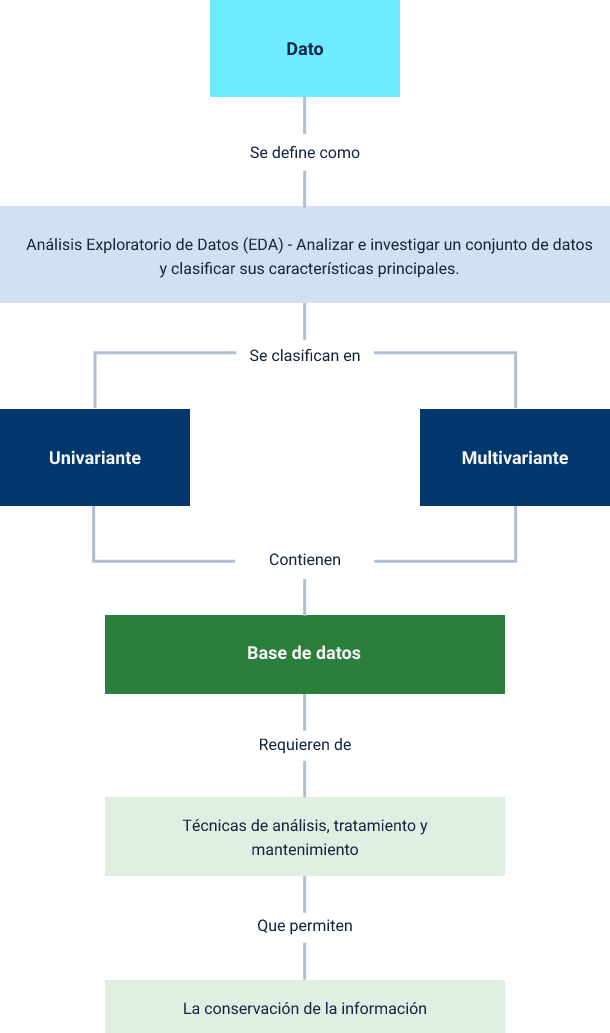 Dato
Se define como
Análisis Exploratorio de Datos (EDA) - Analizar e investigar un conjunto de datos
y clasificar sus características principales.
Se clasifican en
Univariante
Multivariante
Contienen
Base de datos
Requieren de
Técnicas de análisis, tratamiento y
mantenimiento
Que permiten
La conservación de la información